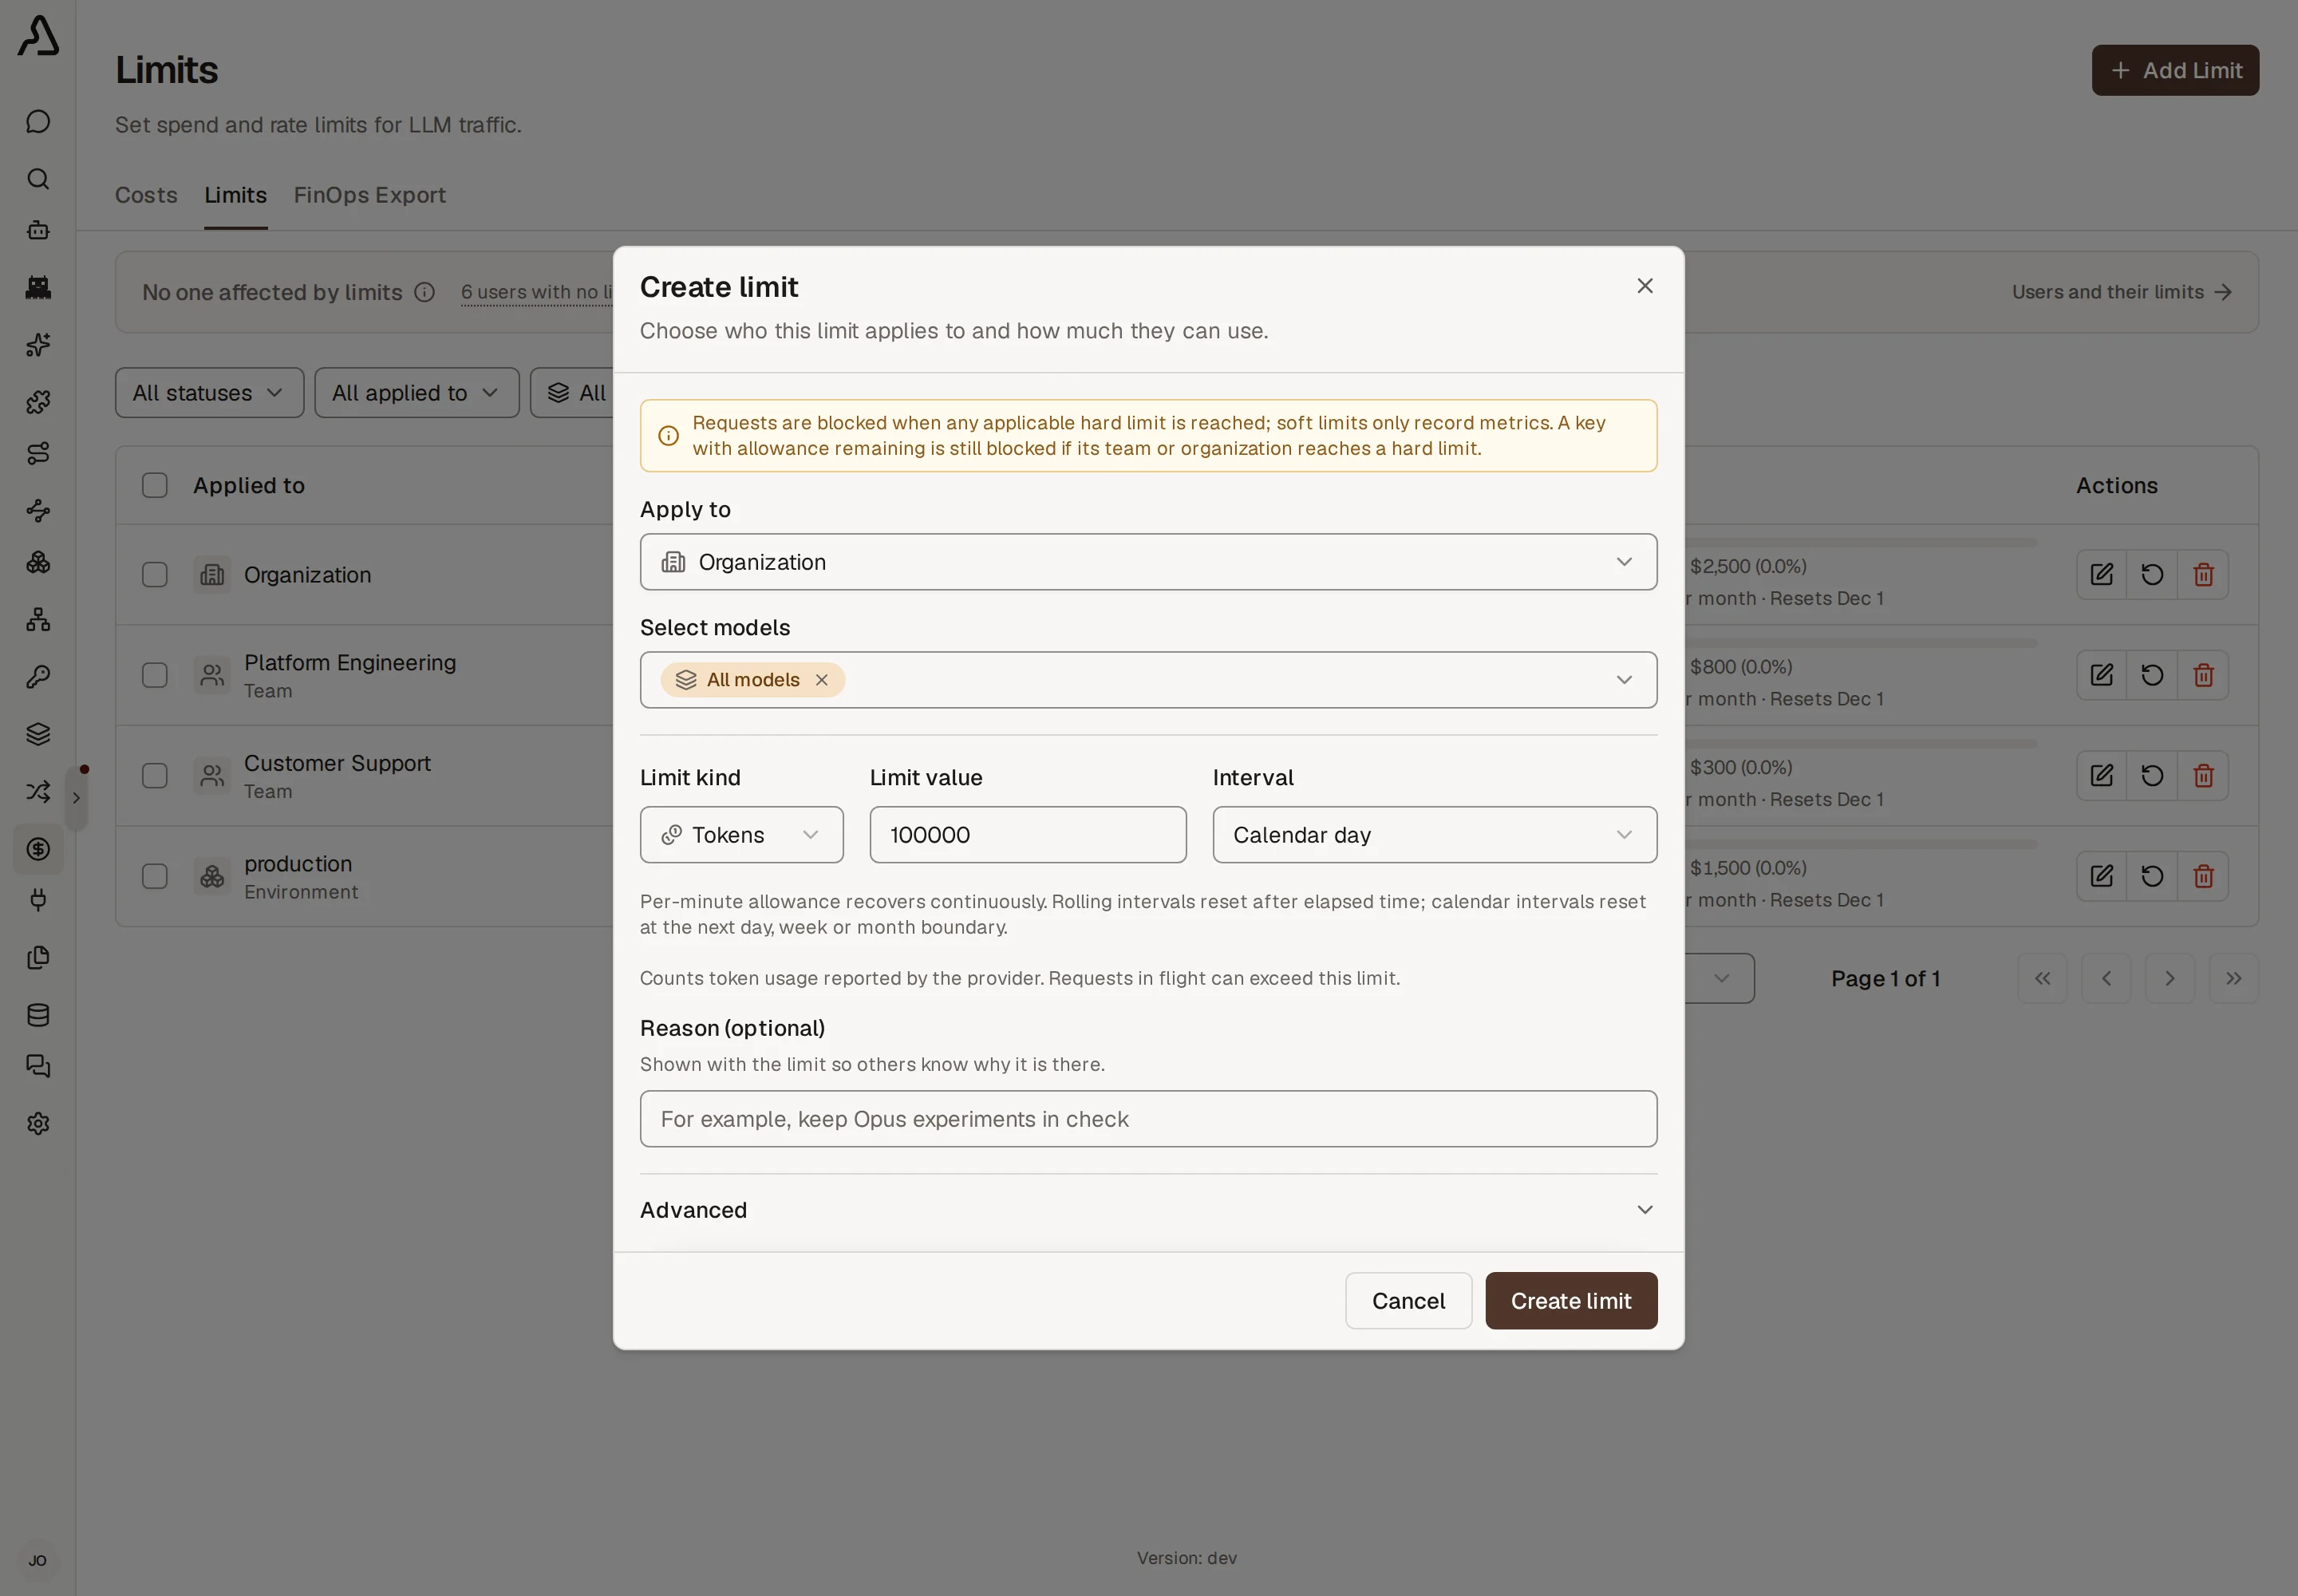 Limits
+ Add Limit
Set spend and rate limits for LLM traffic.
Costs Limits FinOps Export
No one affected by limits 6 users with no li
Users and their limits
All statuses All applied to All
Applied to
Actions
Organization
$2,500 (0.0%)
r month · Resets Dec 1
Platform Engineering
Team
$800 (0.0%)
r month · Resets Dec 1
Customer Support
Team
$300 (0.0%)
r month · Resets Dec 1
production
Environment
$1,500 (0.0%)
r month · Resets Dec 1
Page 1 of 1
Create limit
Choose who this limit applies to and how much they can use.
Requests are blocked when any applicable hard limit is reached; soft limits only record metrics. A key
with allowance remaining is still blocked if its team or organization reaches a hard limit.
Apply to
Organization
Select models
All models
Limit kind Limit value Interval
Tokens 100000 Calendar day
Per-minute allowance recovers continuously. Rolling intervals reset after elapsed time; calendar intervals reset
at the next day, week or month boundary.
Counts token usage reported by the provider. Requests in flight can exceed this limit.
Reason (optional)
Shown with the limit so others know why it is there.
For example, keep Opus experiments in check
Advanced
Cancel Create limit
JO
Version: dev